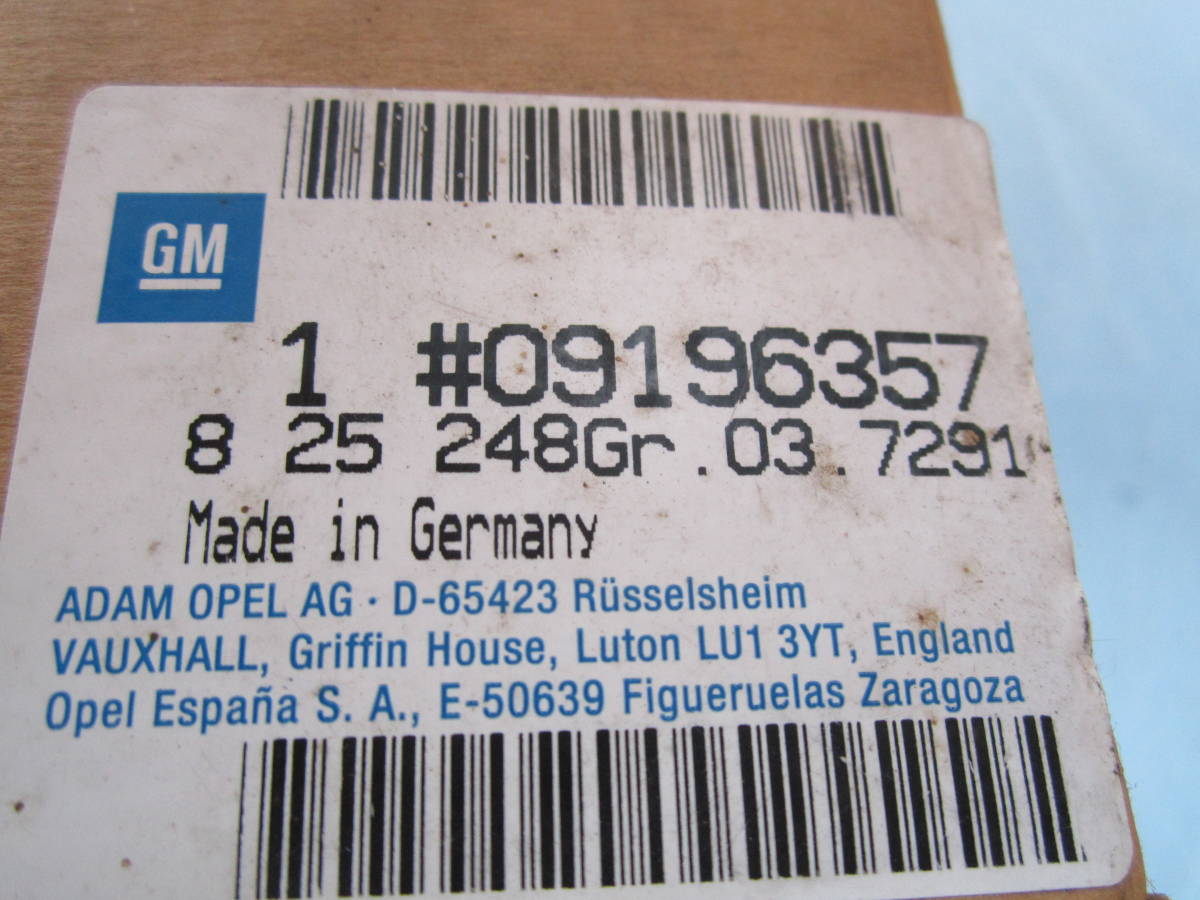 GM
1 #09196357
8 25 248Gr.03.7291
Made in Germany
ADAM OPEL AG · D-65423 Rüsselsheim
VAUXHALL, Griffin House, Luton LU1 3YT, England
Opel España S. A., E-50639 Figueruelas Zaragoza